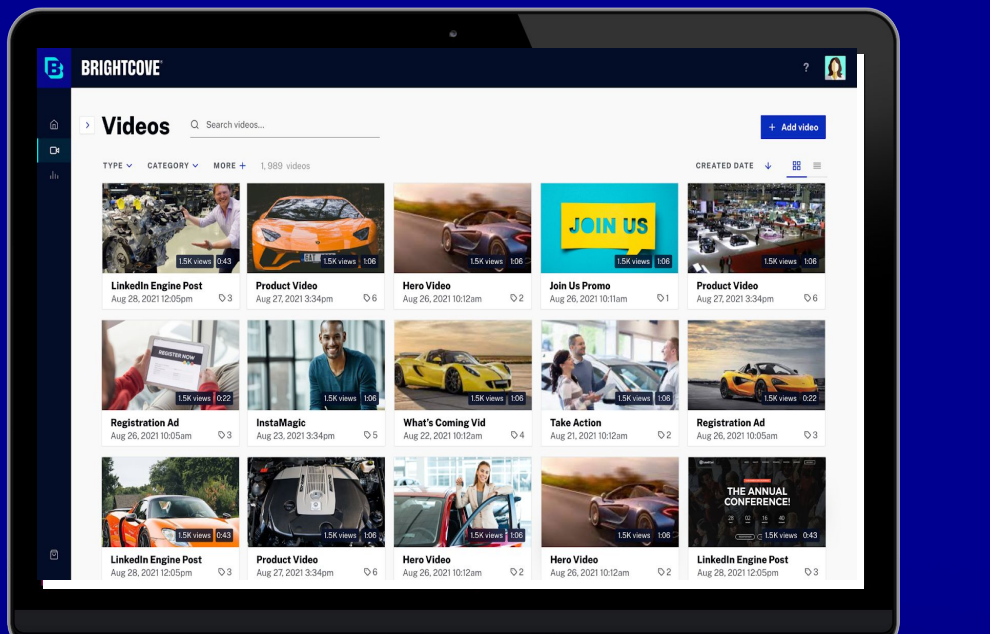 BRIGHTCOVE
?
Videos
Search videos...
+ Add video
TYPE CATEGORY MORE + 1,989 videos
CREATED DATE
1.5K views 0:43
1.5K views 1:06
1.5K views 1:06
JOIN US
1.5K views 1:06
1.5K views 1:06
LinkedIn Engine Post
Aug 28, 2021 12:05pm 3
Product Video
Aug 27, 2021 3:34pm 6
Hero Video
Aug 26, 2021 10:12am 2
Join Us Promo
Aug 26, 2021 10:11am 1
Product Video
Aug 27, 2021 3:34pm 6
REGISTER NOW
1.5K views 0:22
1.5K views 1:06
1.5K views 1:06
1.5K views 1:06
1.5K views 0:22
Registration Ad
Aug 26, 2021 10:05am 3
InstaMagic
Aug 23, 2021 3:34pm 5
What's Coming Vid
Aug 22, 2021 10:12am 4
Take Action
Aug 21, 2021 10:12am 2
Registration Ad
Aug 26, 2021 10:05am 3
1.5K views 0:43
1.5K views 1:06
1.5K views 1:06
1.5K views 1:06
THE ANNUAL
CONFERENCE!
28 02 16 40
1.5K views 0:43
LinkedIn Engine Post
Aug 28, 2021 12:05pm 3
Product Video
Aug 27, 2021 3:34pm 6
Hero Video
Aug 26, 2021 10:12am 2
Hero Video
Aug 26, 2021 10:12am 2
LinkedIn Engine Post
Aug 28, 2021 12:05pm 3